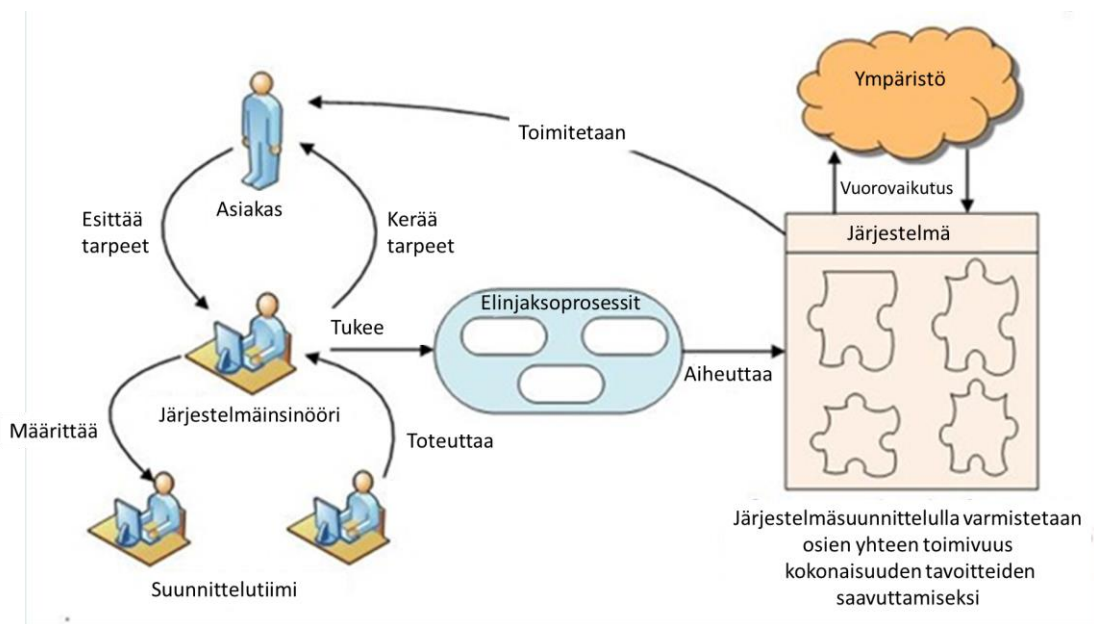 Ympäristö
Toimitetaan
Vuorovaikutus
Asiakas
Esittää
tarpeet
Kerää
tarpeet
Järjestelmä
Elinjaksoprosessit
Tukee
Aiheuttaa
Järjestelmäinsinööri
Määrittää
Toteuttaa
Suunnittelutiimi
Järjestelmäsuunnittelulla varmistetaan
osien yhteen toimivuus
kokonaisuuden tavoitteiden
saavuttamiseksi